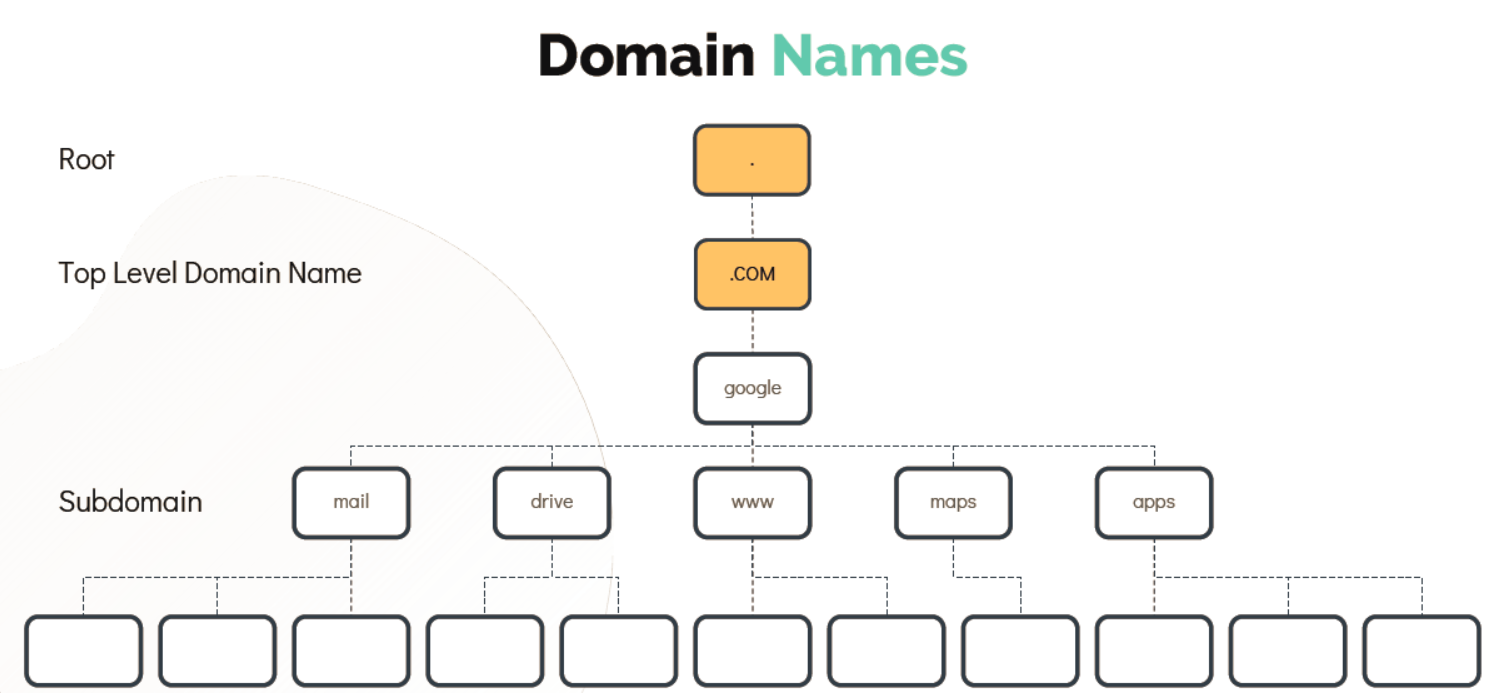 Domain Names
Root
.
Top Level Domain Name
.COM
google
Subdomain
mail
drive
www
maps
apps